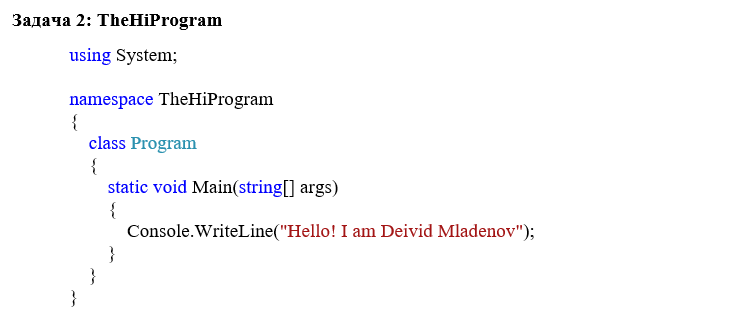 Задача 2: TheHiProgram
using System;
namespace TheHiProgram
{
class Program
{
static void Main(string[] args)
{
Console.WriteLine("Hello! I am Deivid Mladenov");
}
}
}